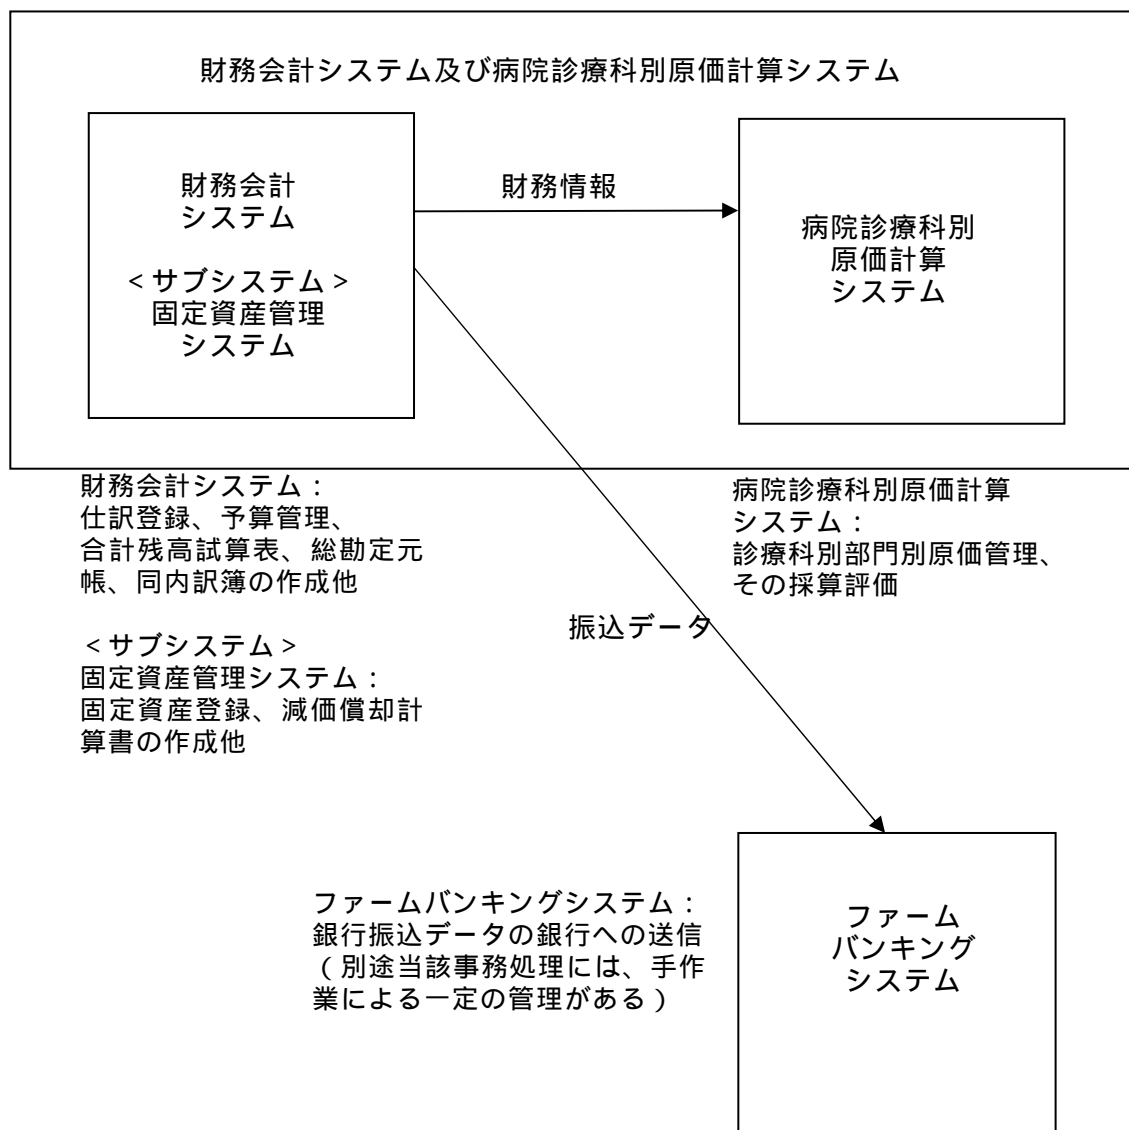 財務会計システム及び病院診療科別原価計算システム
財務会計
システム
<サブシステム>
固定資産管理
システム
財務情報
病院診療科別
原価計算
システム
財務会計システム:
仕訳登録、予算管理、
合計残高試算表、総勘定元
帳、同内訳簿の作成他
<サブシステム>
固定資産管理システム:
固定資産登録、減価償却計
算書の作成他
病院診療科別原価計算
システム:
診療科別部門別原価管理、
その採算評価
振込データ
ファームバンキングシステム:
銀行振込データの銀行への送信
(別途当該事務処理には、手作
業による一定の管理がある)
ファーム
バンキング
システム